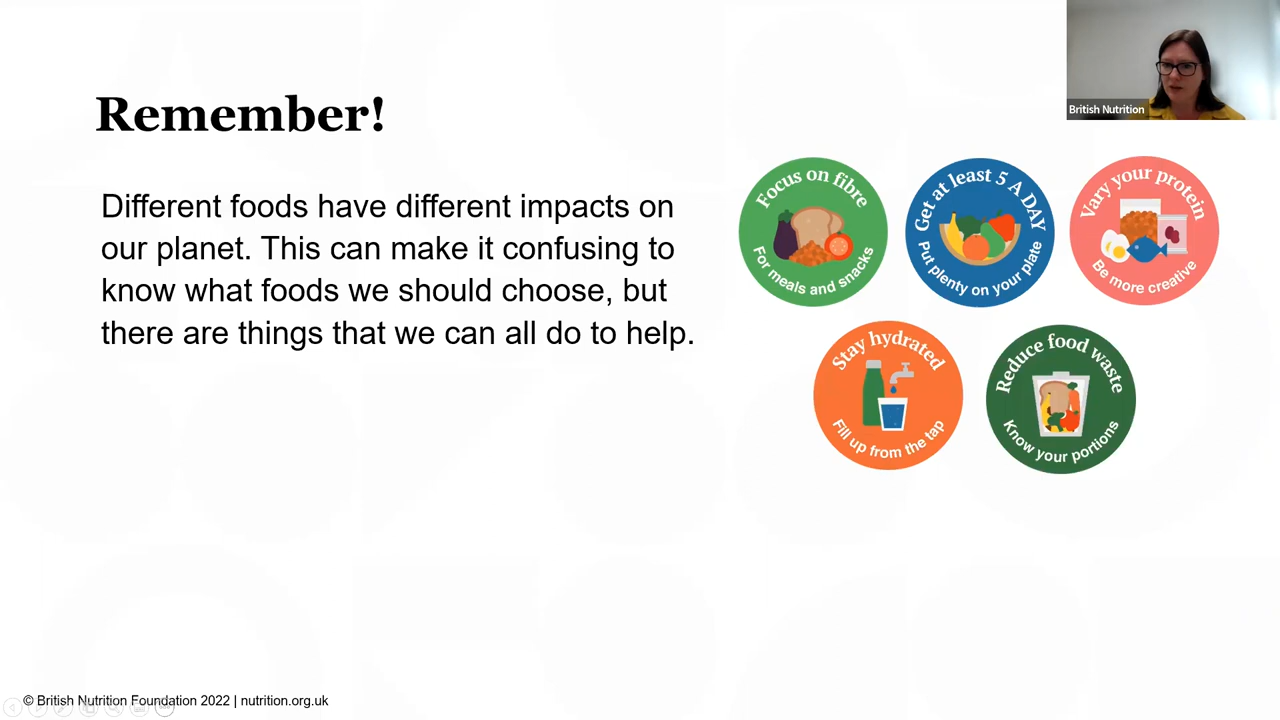 Remember!
British Nutrition
Different foods have different impacts on
our planet. This can make it confusing to
know what foods we should choose, but
there are things that we can all do to help.
Focus on fibre
For meals and snacks
Get at least 5 A DAY
Put plenty on your plate
Vary your protein
Be more creative
Stay hydrated
Fill up from the tap
Reduce food waste
Know your portions
© British Nutrition Foundation 2022 | nutrition.org.uk